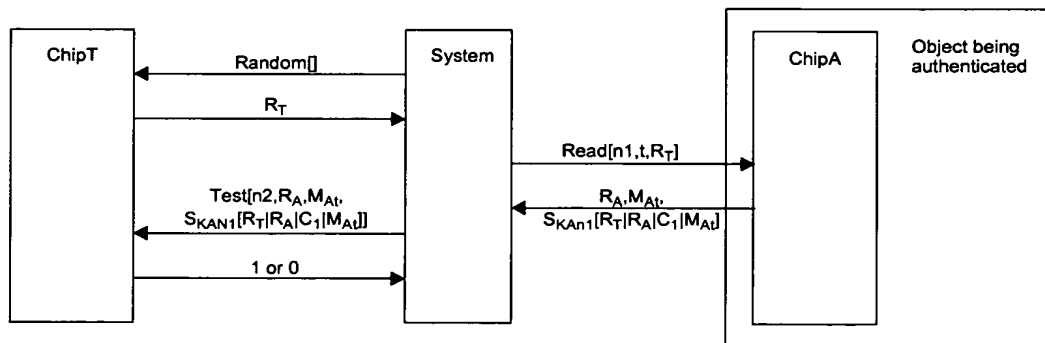 ChipT
System
ChipA
Object being
authenticated
Random[]
R_T
Read[n1,t,R_T]
Test[n2,R_A,M_At,
S_KAN1[R_T|R_A|C_1|M_At]]
R_A,M_At,
S_KAn1[R_T|R_A|C_1|M_At]
1 or 0